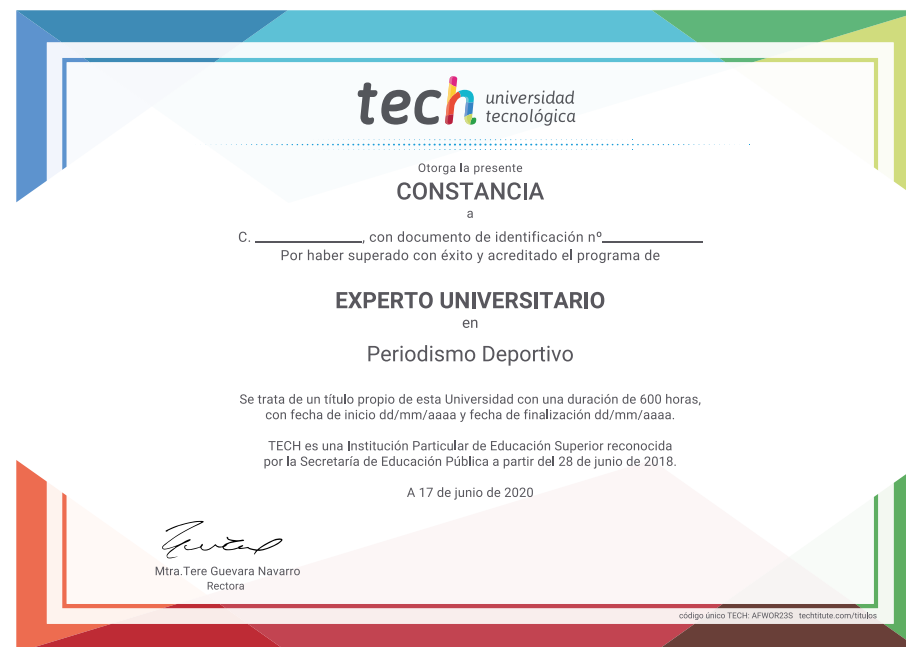 tech universidad
tecnológica
Otorga la presente
CONSTANCIA
a
C. ____________, con documento de identificación nº____________
Por haber superado con éxito y acreditado el programa de
EXPERTO UNIVERSITARIO
en
Periodismo Deportivo
Se trata de un título propio de esta Universidad con una duración de 600 horas,
con fecha de inicio dd/mm/aaaa y fecha de finalización dd/mm/aaaa.
TECH es una Institución Particular de Educación Superior reconocida
por la Secretaría de Educación Pública a partir del 28 de junio de 2018.
A 17 de junio de 2020
Mtra.Tere Guevara Navarro
Rectora
código único TECH: AFWOR23S techtitute.com/titulos